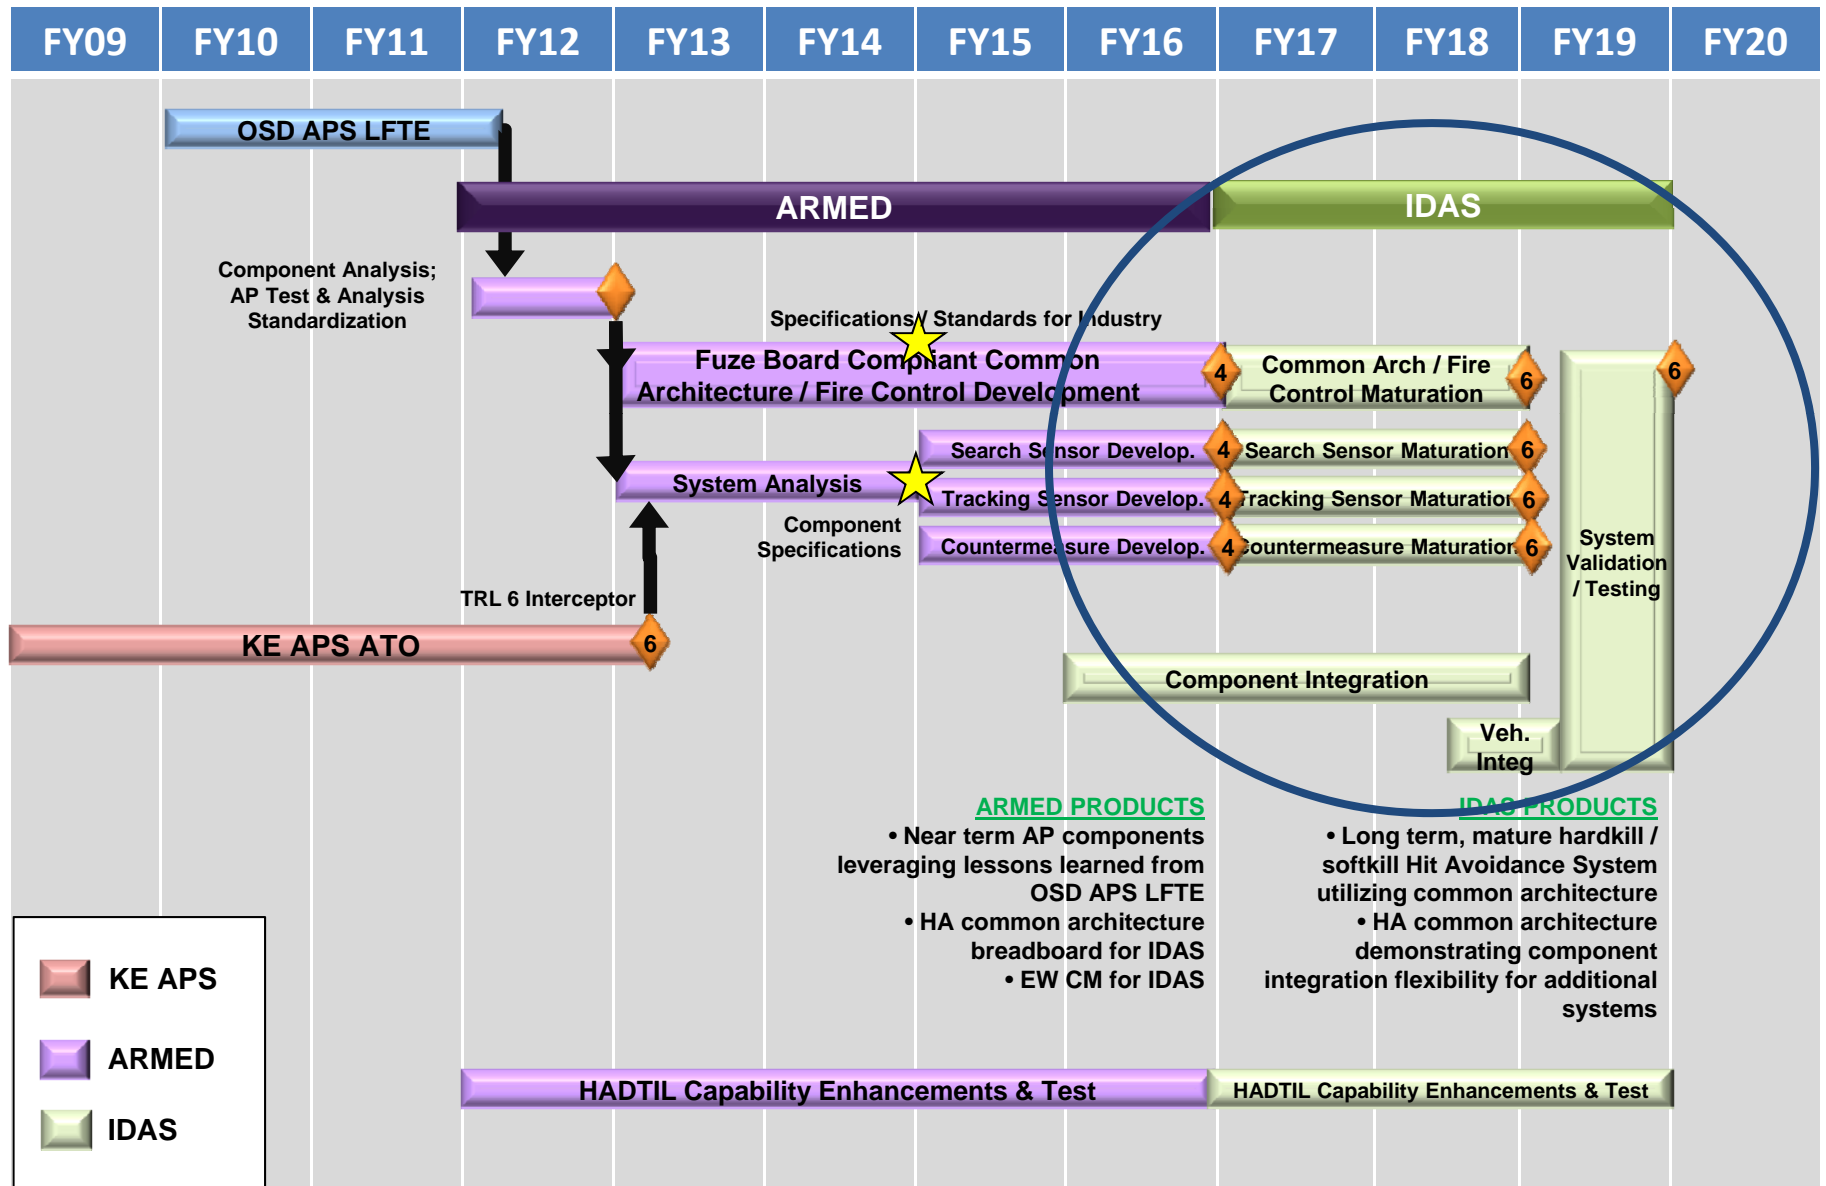 FY09 FY10 FY11 FY12 FY13 FY14 FY15 FY16 FY17 FY18 FY19 FY20
OSD APS LFTE
ARMED
IDAS
Component Analysis;
AP Test & Analysis
Standardization
Specifications / Standards for Industry
Fuze Board Compliant Common
Architecture / Fire Control Development
4
Common Arch / Fire
Control Maturation
6
6
Search Sensor Develop.
4
Search Sensor Maturation
6
System Analysis
Tracking Sensor Develop.
4
Tracking Sensor Maturation
6
Component
Specifications
Countermeasure Develop.
4
Countermeasure Maturation
6
System
Validation
/ Testing
TRL 6 Interceptor
KE APS ATO
6
Component Integration
Veh.
Integ
ARMED PRODUCTS
• Near term AP components
leveraging lessons learned from
OSD APS LFTE
• HA common architecture
breadboard for IDAS
• EW CM for IDAS
IDAS PRODUCTS
• Long term, mature hardkill /
softkill Hit Avoidance System
utilizing common architecture
• HA common architecture
demonstrating component
integration flexibility for additional
systems
KE APS
ARMED
IDAS
HADTIL Capability Enhancements & Test
HADTIL Capability Enhancements & Test